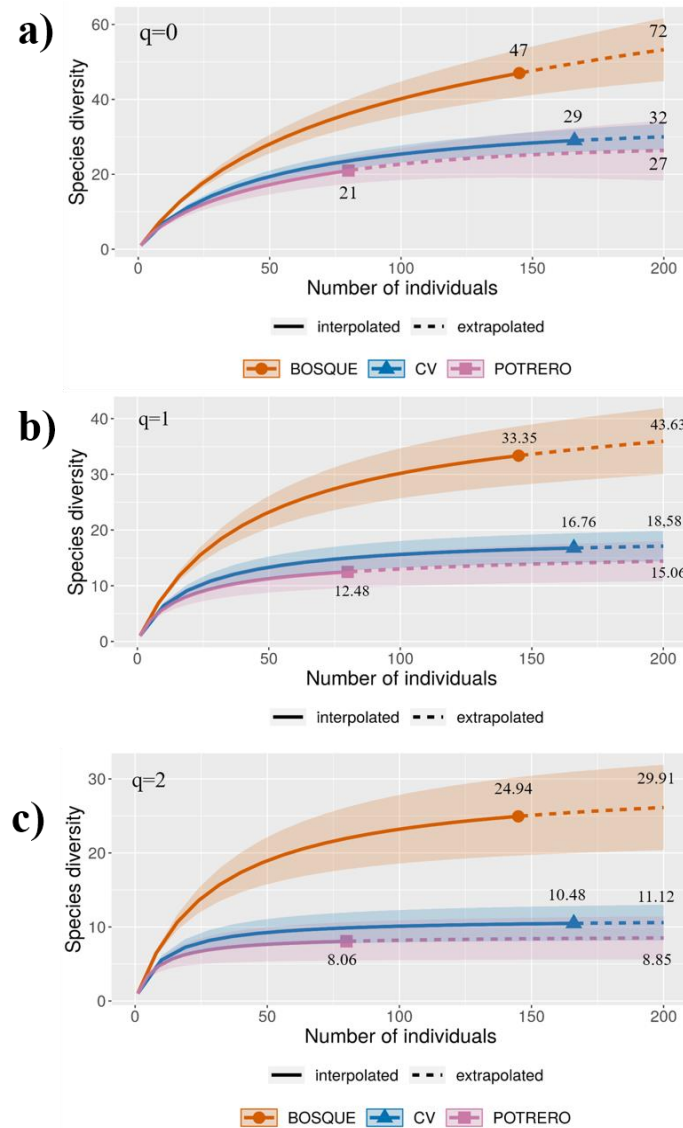 a)
q=0
Species diversity
60
40
20
0
47
72
29
32
21
27
0 50 100 150 200
Number of individuals
interpolated extrapolated
BOSQUE CV POTRERO
b)
q=1
Species diversity
40
30
20
10
0
33.35
43.63
16.76
18,58
12.48
15.06
0 50 100 150 200
Number of individuals
interpolated extrapolated
c)
q=2
Species diversity
30
20
10
0
24.94
29.91
10.48
11.12
8.06
8.85
0 50 100 150 200
Number of individuals
interpolated extrapolated
BOSQUE CV POTRERO